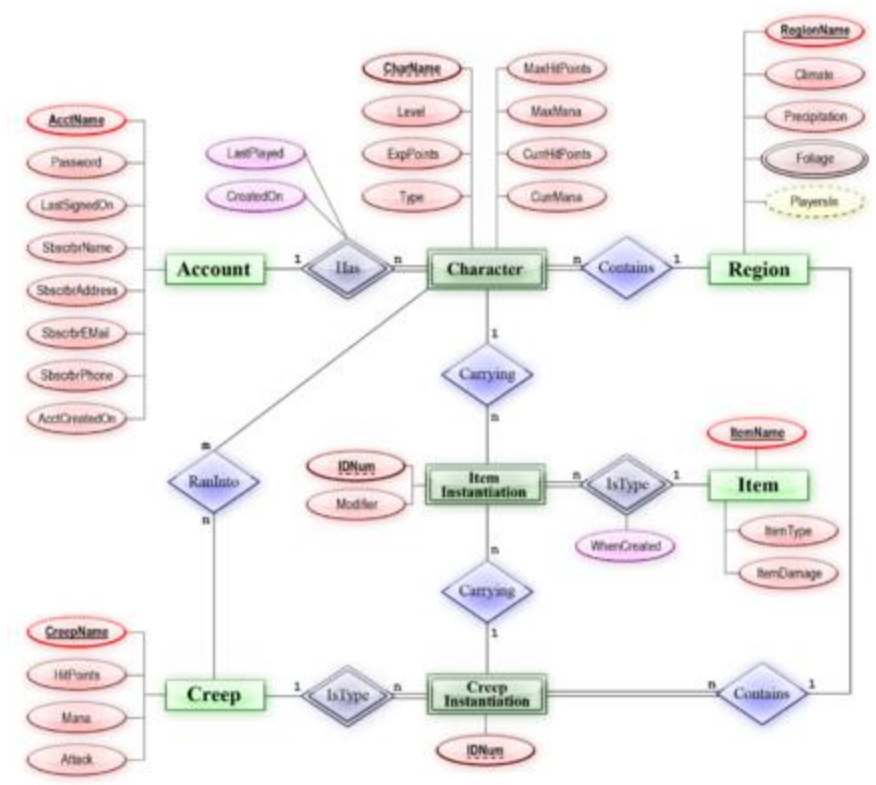 RegionName
CharName
MaxHitPoints
Climate
AcctName
Level
MaxMana
Precipitation
Password
LastPlayed
ExpPoints
CurrHitPoints
Foliage
LastSignedOn
CreatedOn
Type
CurrMana
PlayersIn
SbscrbrName
Account
1
Has
n
Character
n
Contains
1
Region
SbscrbrAddress
SbscrbrEMail
1
SbscrbrPhone
Carrying
AcctCreatedOn
n
ItemName
m
IDNum
Item
Instantiation
n
IsType
1
Item
RanInto
Modifier
n
n
WhenCreated
ItemType
ItemDamage
Carrying
CreepName
1
HitPoints
Creep
1
IsType
n
Creep
Instantiation
n
Contains
1
Mana
Attack
IDNum